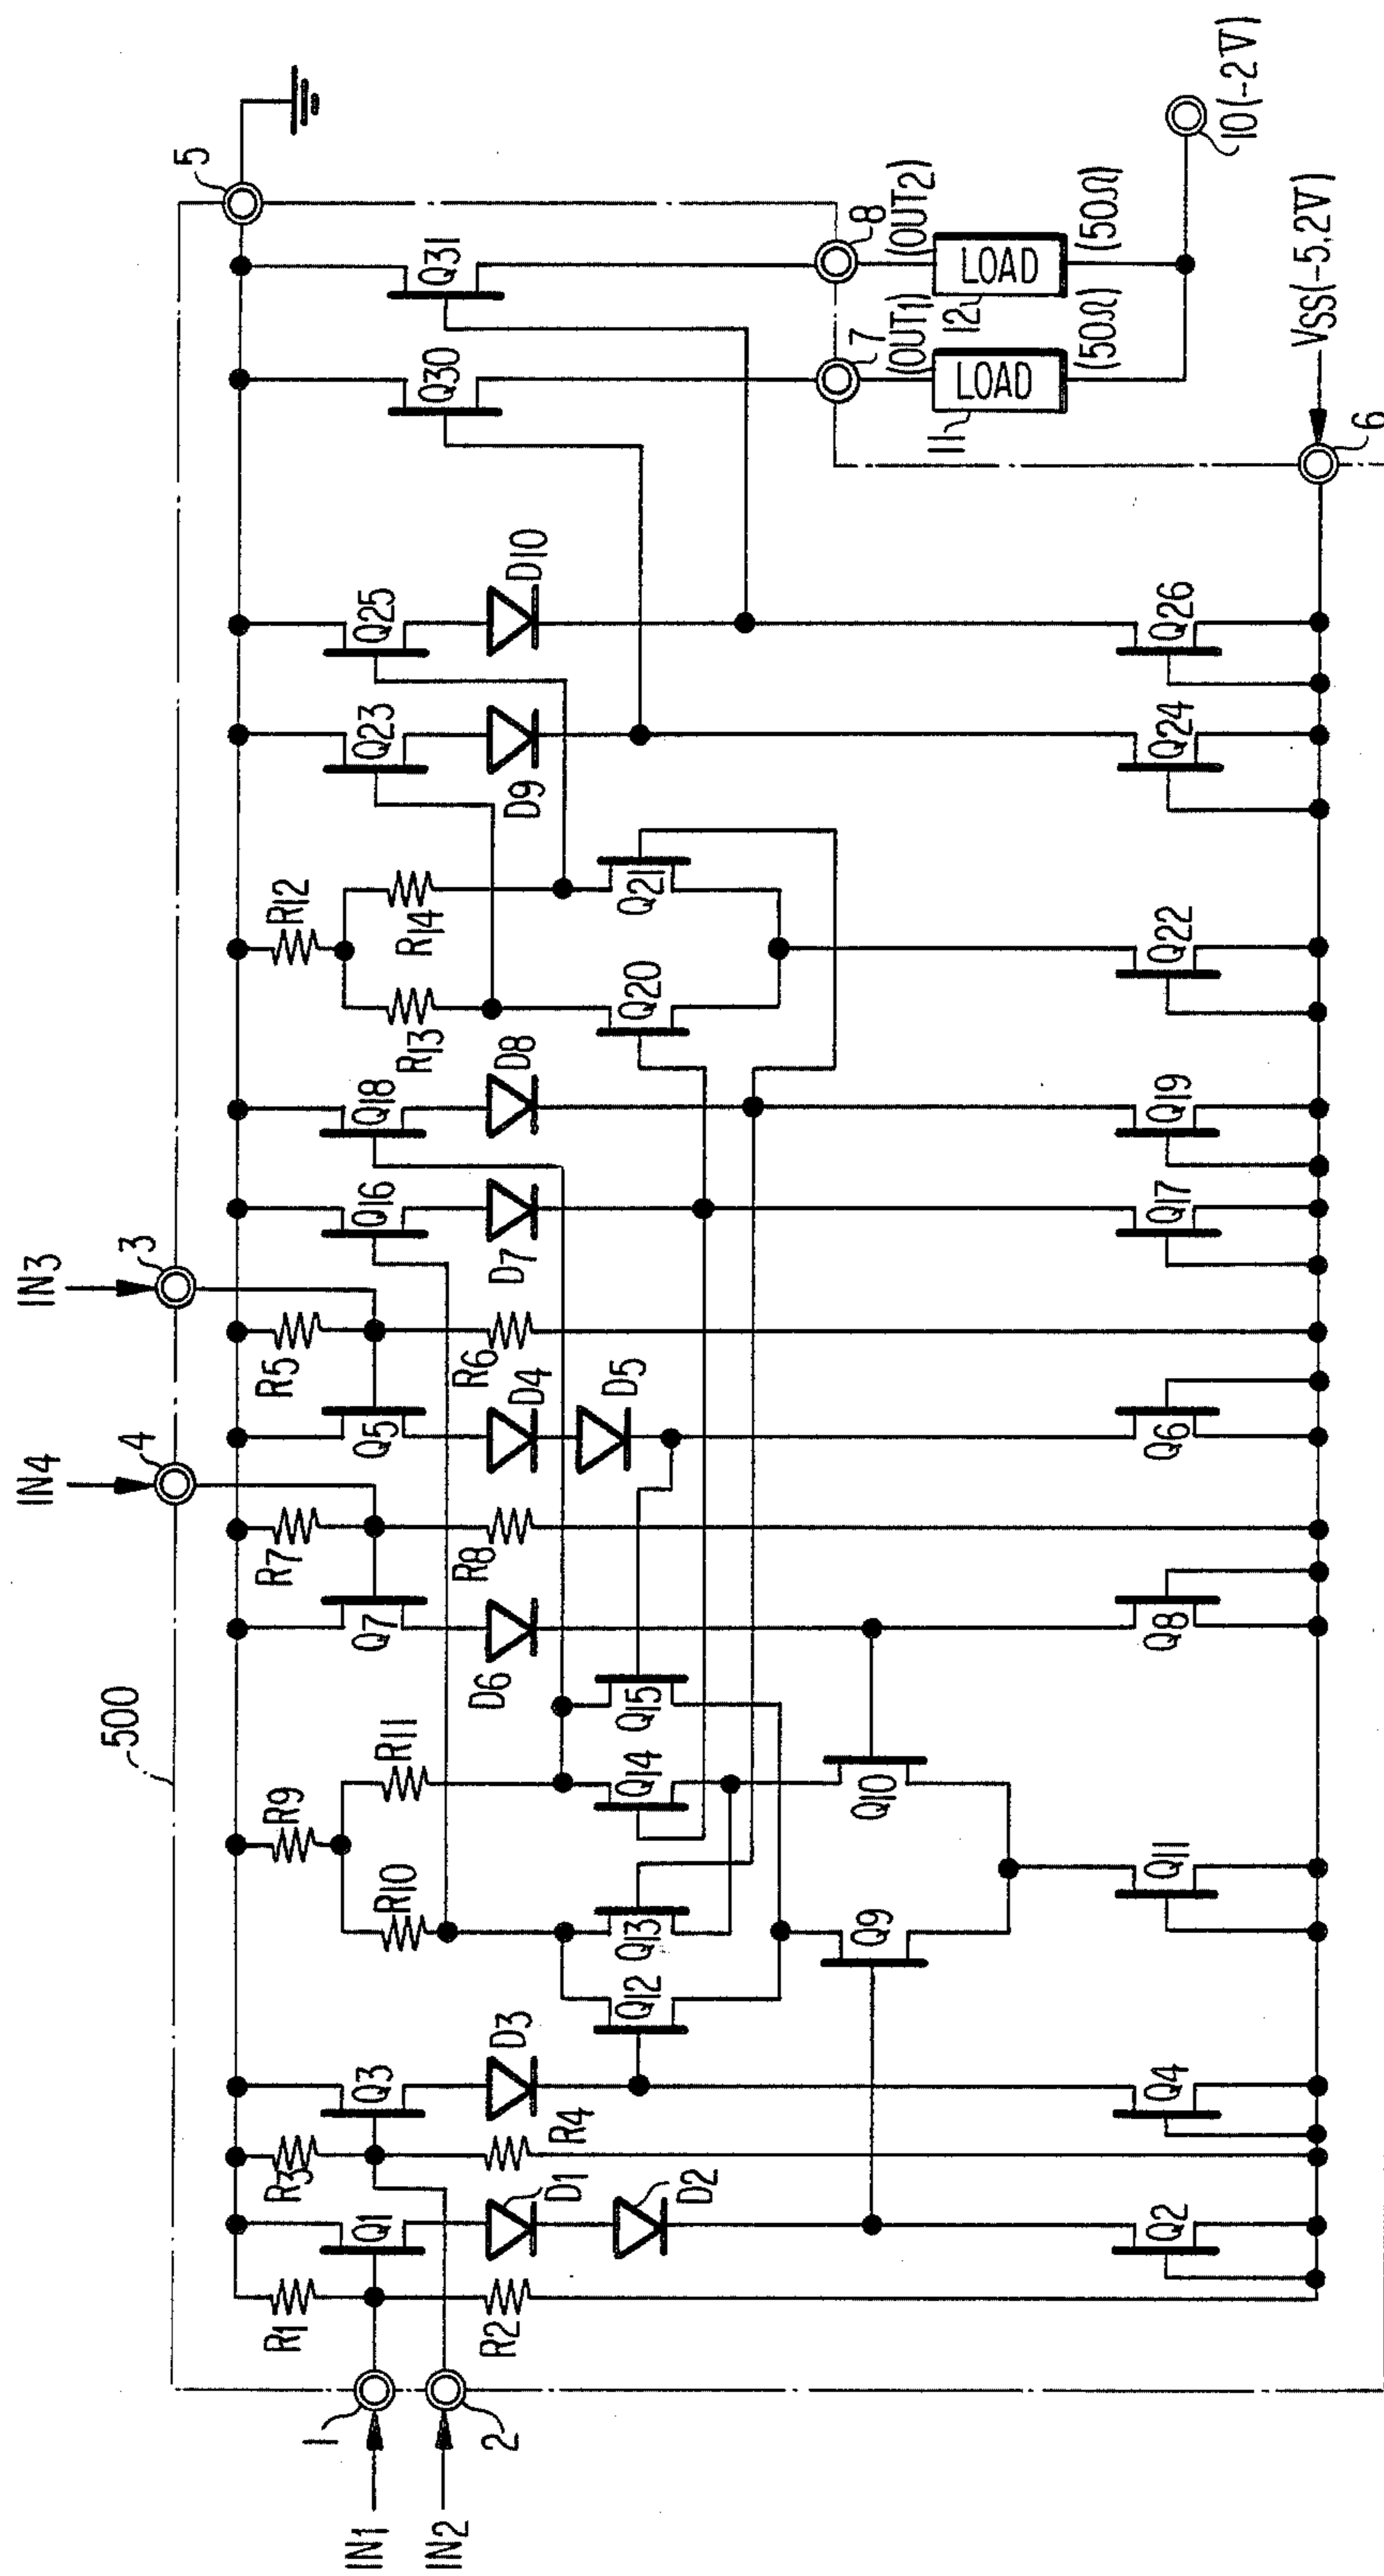 500
IN4
IN3
4
3
5
R1
R3
R9
R7
R5
R12
Q1
Q3
R10
R11
Q7
Q5
Q16
Q18
R13
R14
Q23
Q25
Q30
Q31
IN1
1
IN2
2
R2
D1
D2
R4
D3
D6
R8
D4
D5
R6
D7
D8
D9
D10
Q12
Q13
Q14
Q15
Q20
Q21
Q9
Q10
7
(OUT1)
8
(OUT2)
LOAD
LOAD
11
12
(50Ω)
(50Ω)
10(-2V)
Q2
Q4
Q11
Q8
Q6
Q17
Q19
Q22
Q24
Q26
6
VSS(-5,2V)